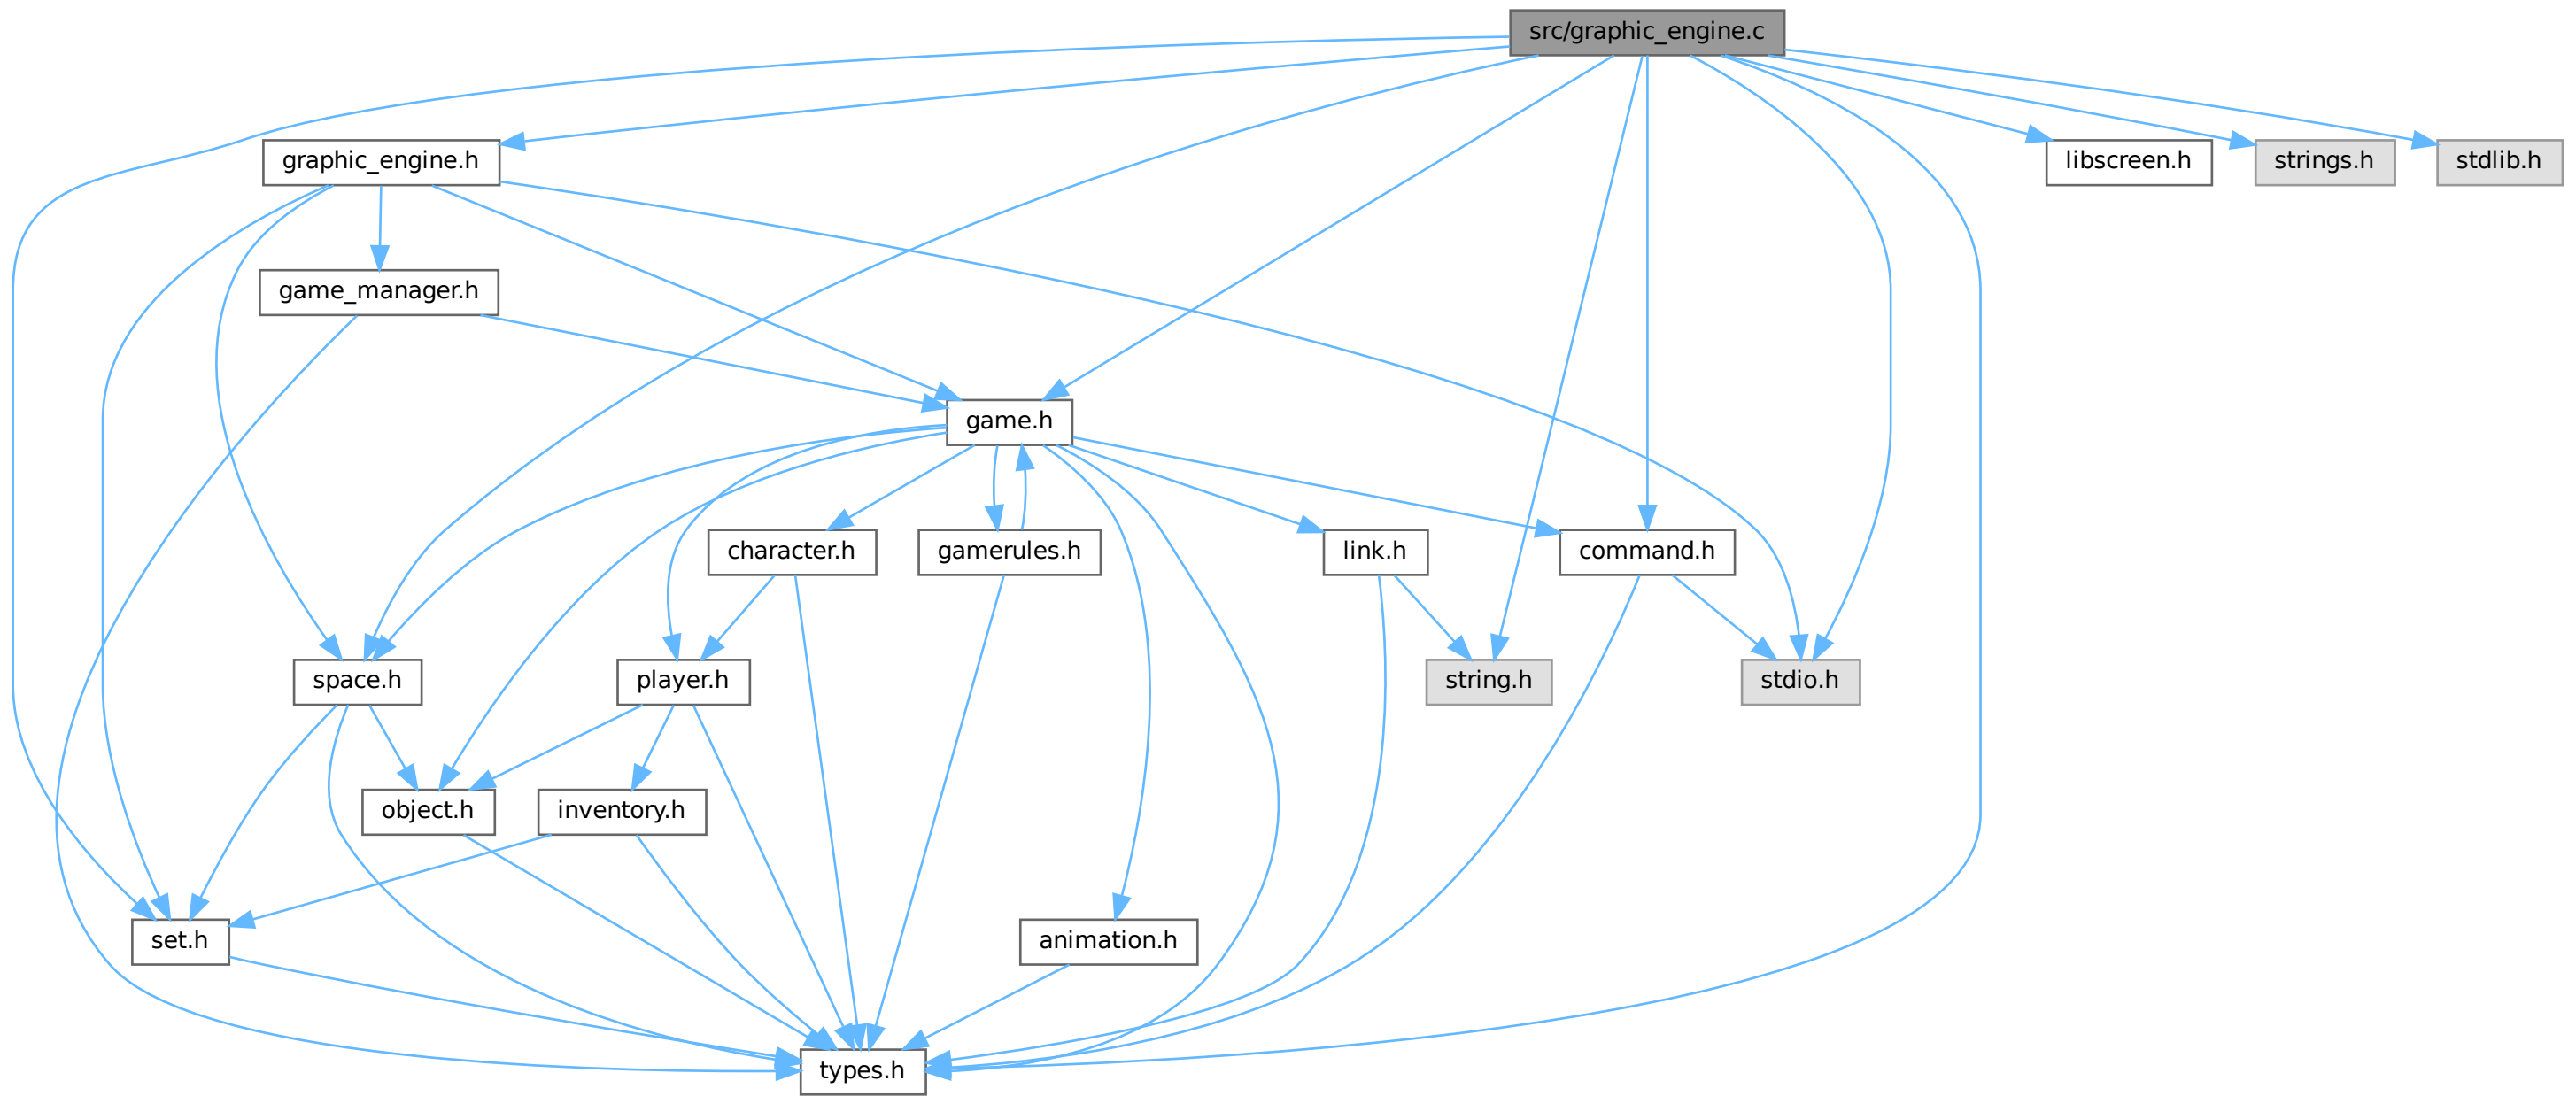 src/graphic_engine.c
graphic_engine.h
libscreen.h
strings.h
stdlib.h
game_manager.h
game.h
character.h
gamerules.h
link.h
command.h
space.h
player.h
string.h
stdio.h
object.h
inventory.h
set.h
animation.h
types.h